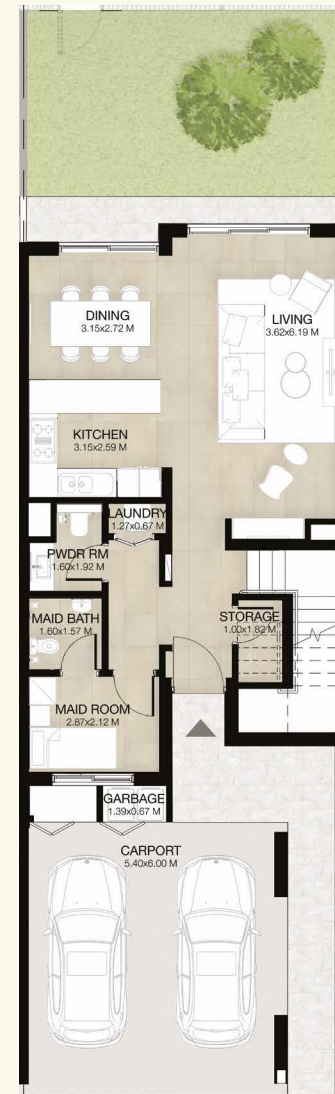 DINING
3.15x2.72 M
LIVING
3.62x6.19 M
KITCHEN
3.15x2.59 M
LAUNDRY
1.27x0.67 M
PWDR RM
1.60x1.92 M
MAID BATH
1.60x1.57 M
STORAGE
1.00x1.82 M
MAID ROOM
2.87x2.12 M
GARBAGE
1.39x0.67 M
CARPORT
5.40x6.00 M